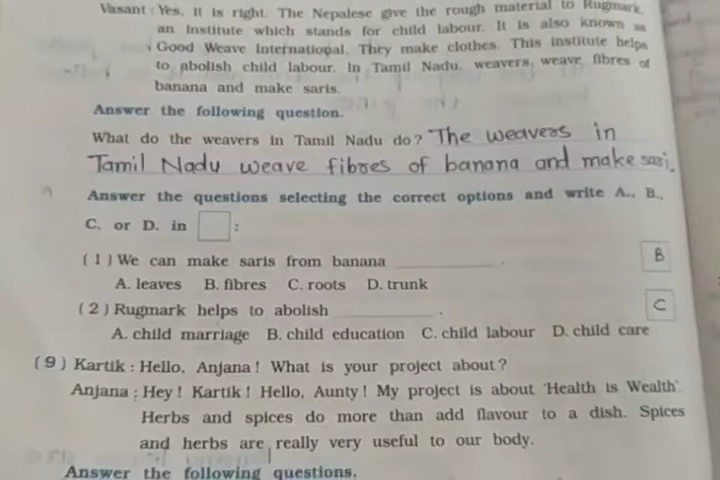 Vasant : Yes, it is right. The Nepalese give the rough material to Rugmark,
an institute which stands for child labour. It is also known as
Good Weave International. They make clothes. This institute helps
to abolish child labour. In Tamil Nadu, weavers weave fibres of
banana and make saris.
Answer the following question.
What do the weavers in Tamil Nadu do? The weavers in
Tamil Nadu weave fibres of banana and make sari.
Answer the questions selecting the correct options and write A., B.,
C. or D. in :
( 1 ) We can make saris from banana ____________ . B
A. leaves B. fibres C. roots D. trunk
( 2 ) Rugmark helps to abolish ____________ . C
A. child marriage B. child education C. child labour D. child care
( 9 ) Kartik : Hello, Anjana ! What is your project about ?
Anjana : Hey ! Kartik ! Hello, Aunty ! My project is about 'Health is Wealth'.
Herbs and spices do more than add flavour to a dish. Spices
and herbs are really very useful to our body.
Answer the following questions.